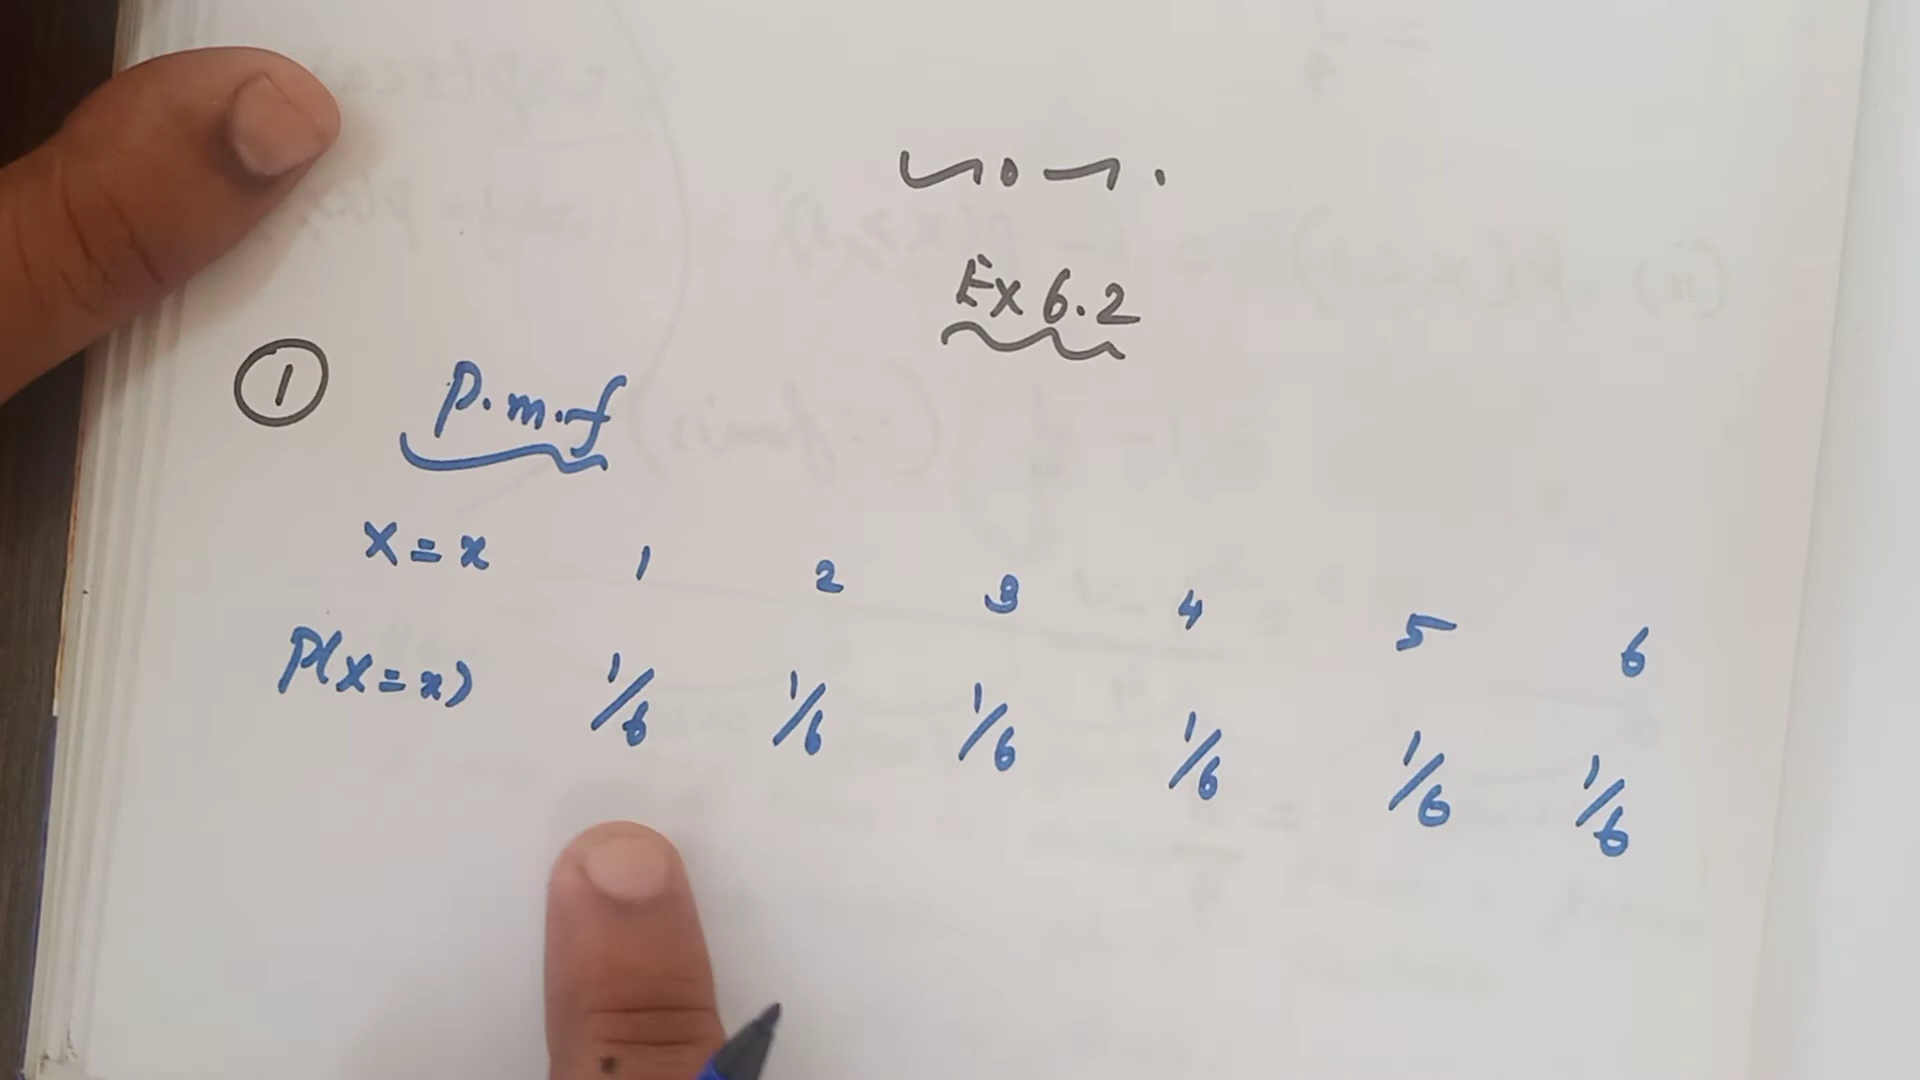 Ex 6.2
1 p.m.f
X = x 1 2 3 4 5 6
P(X = x) 1/6 1/6 1/6 1/6 1/6 1/6